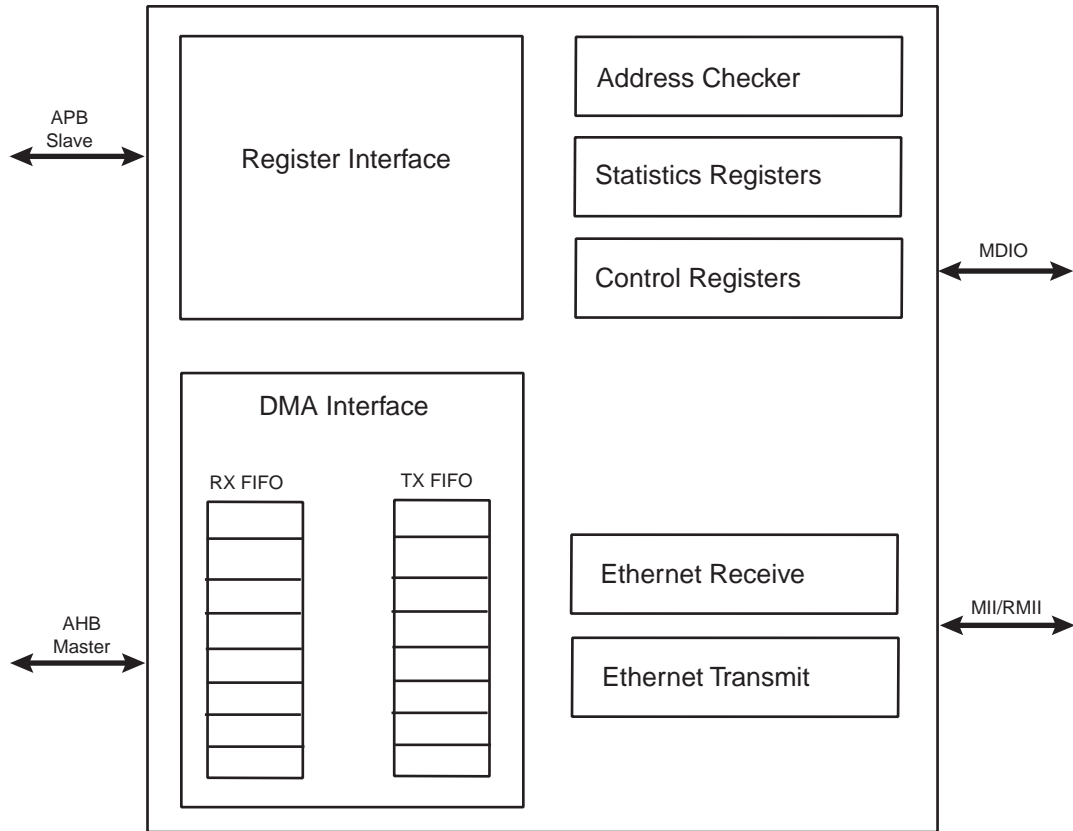 APB
Slave
Register Interface
Address Checker
Statistics Registers
Control Registers
MDIO
DMA Interface
RX FIFO
TX FIFO
AHB
Master
Ethernet Receive
Ethernet Transmit
MII/RMII